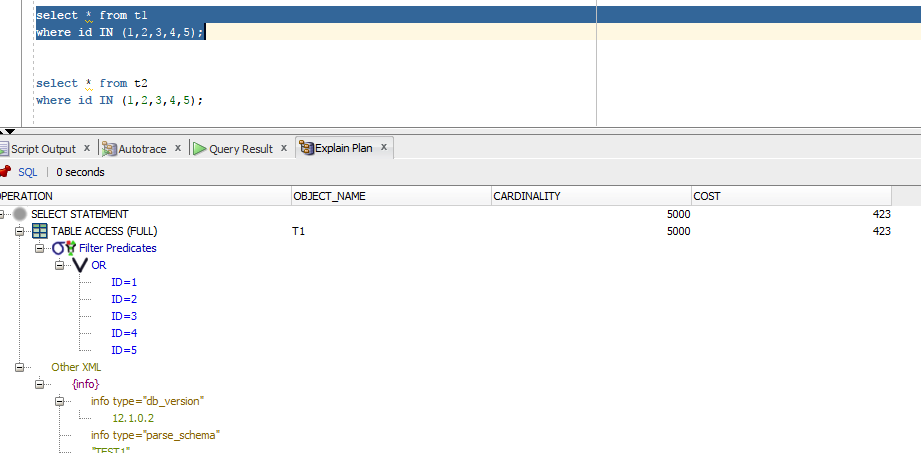 select * from t1
where id IN (1,2,3,4,5);
select * from t2
where id IN (1,2,3,4,5);
Script Output x Autotrace x Query Result x Explain Plan x
SQL | 0 seconds
OPERATION OBJECT_NAME CARDINALITY COST
SELECT STATEMENT 5000 423
TABLE ACCESS (FULL) T1 5000 423
Filter Predicates
OR
ID=1
ID=2
ID=3
ID=4
ID=5
Other XML
{info}
info type="db_version"
12.1.0.2
info type="parse_schema"
"TEST1"